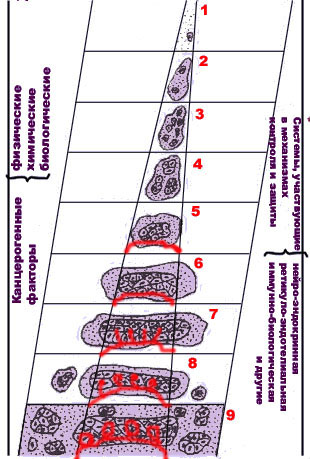 1
2
3
4
5
6
7
8
9
физические
химические
биологические
Канцерогенные
факторы
Системы, участвующие
в механизмах
контроля и защиты
нейро-эндокринная
ретикуло-эндотелиальная
иммунно-биологическая
и другие